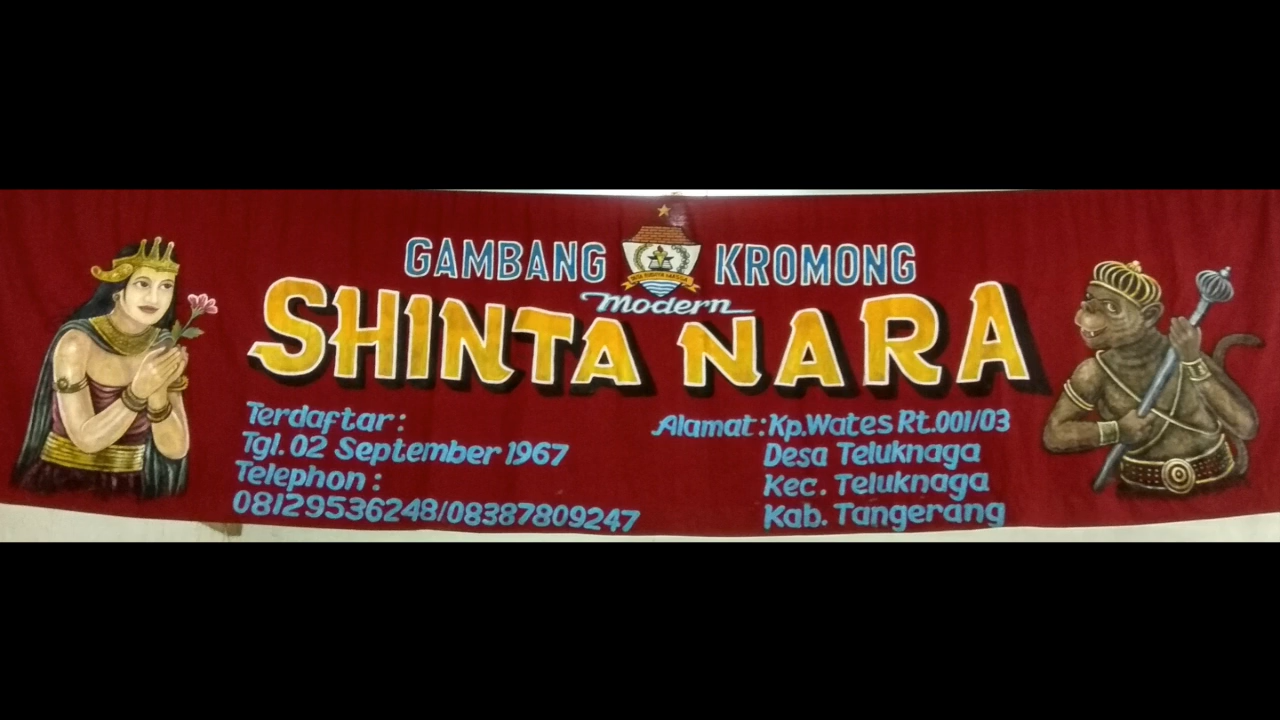 GAMBANG KROMONG
Modern
SHINTA NARA
Terdaftar:
Tgl. 02 September 1967
Telephon:
08129536248/08387809247
Alamat: Kp. Wates Rt.001/03
Desa Teluknaga
Kec. Teluknaga
Kab. Tangerang